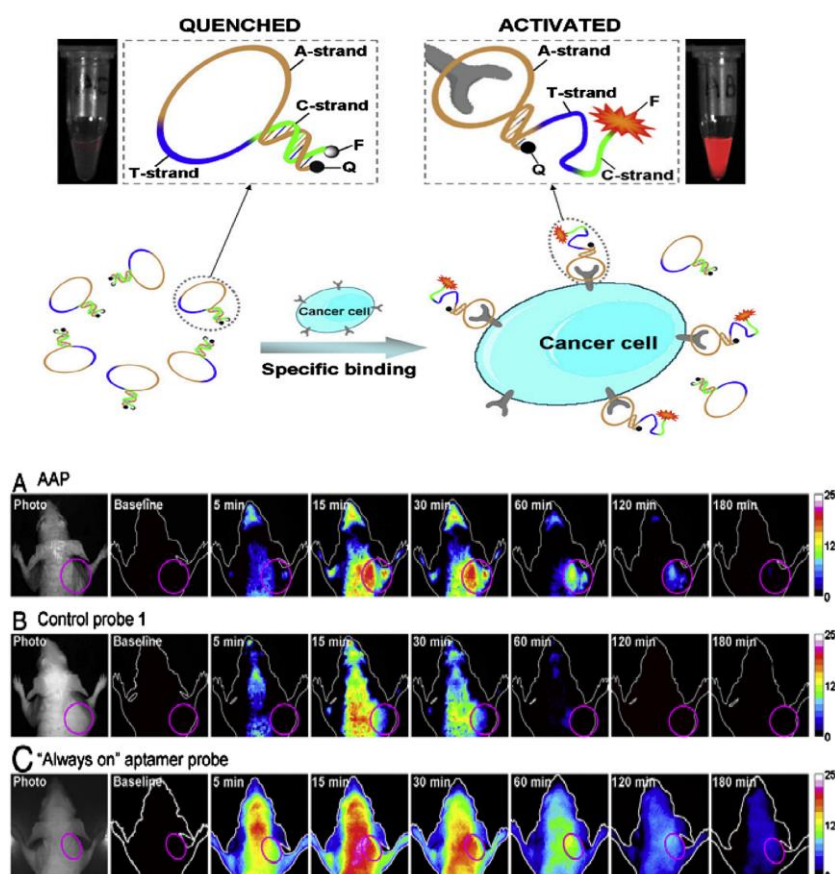 QUENCHED
ACTIVATED
A-strand
C-strand
F
Q
T-strand
A-strand
T-strand
F
Q
C-strand
A B
Cancer cell
Specific binding
Cancer cell
A AAP
Photo Baseline 5 min 15 min 30 min 60 min 120 min 180 min
25
12
0
B Control probe 1
Photo Baseline 5 min 15 min 30 min 60 min 120 min 180 min
25
12
0
C "Always on" aptamer probe
Photo Baseline 5 min 15 min 30 min 60 min 120 min 180 min
25
12
0